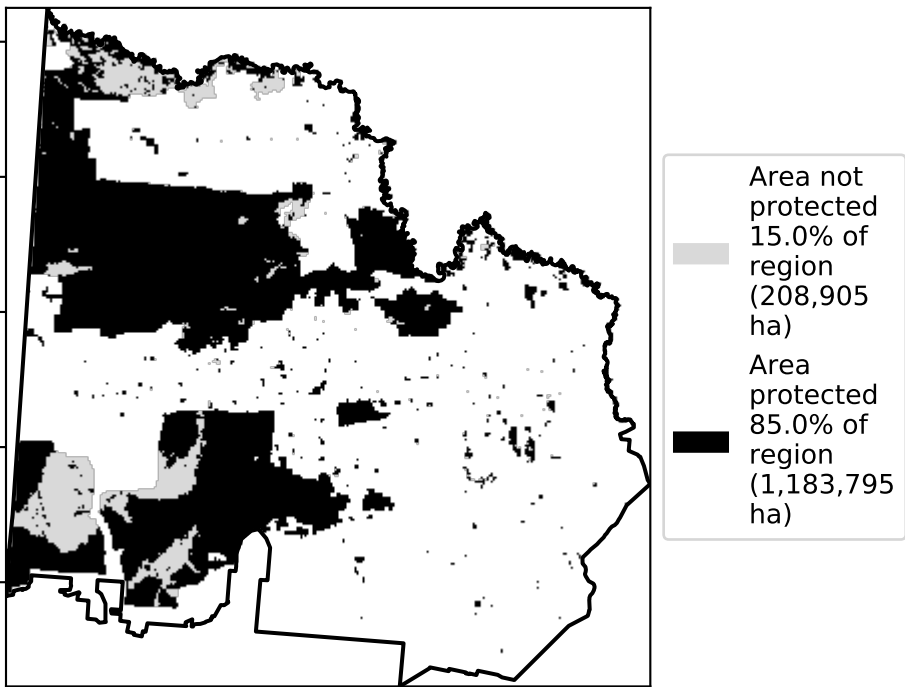 Area not
protected
15.0% of
region
(208,905
ha)
Area
protected
85.0% of
region
(1,183,795
ha)